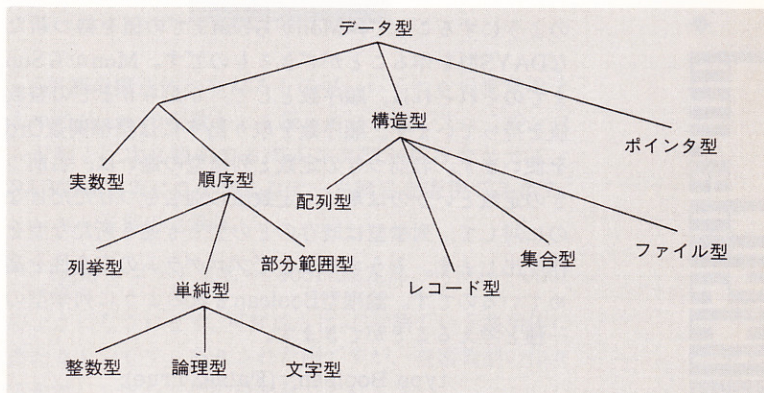 データ型
構造型
ポインタ型
実数型
順序型
配列型
列挙型
部分範囲型
ファイル型
集合型
単純型
レコード型
整数型
論理型
文字型